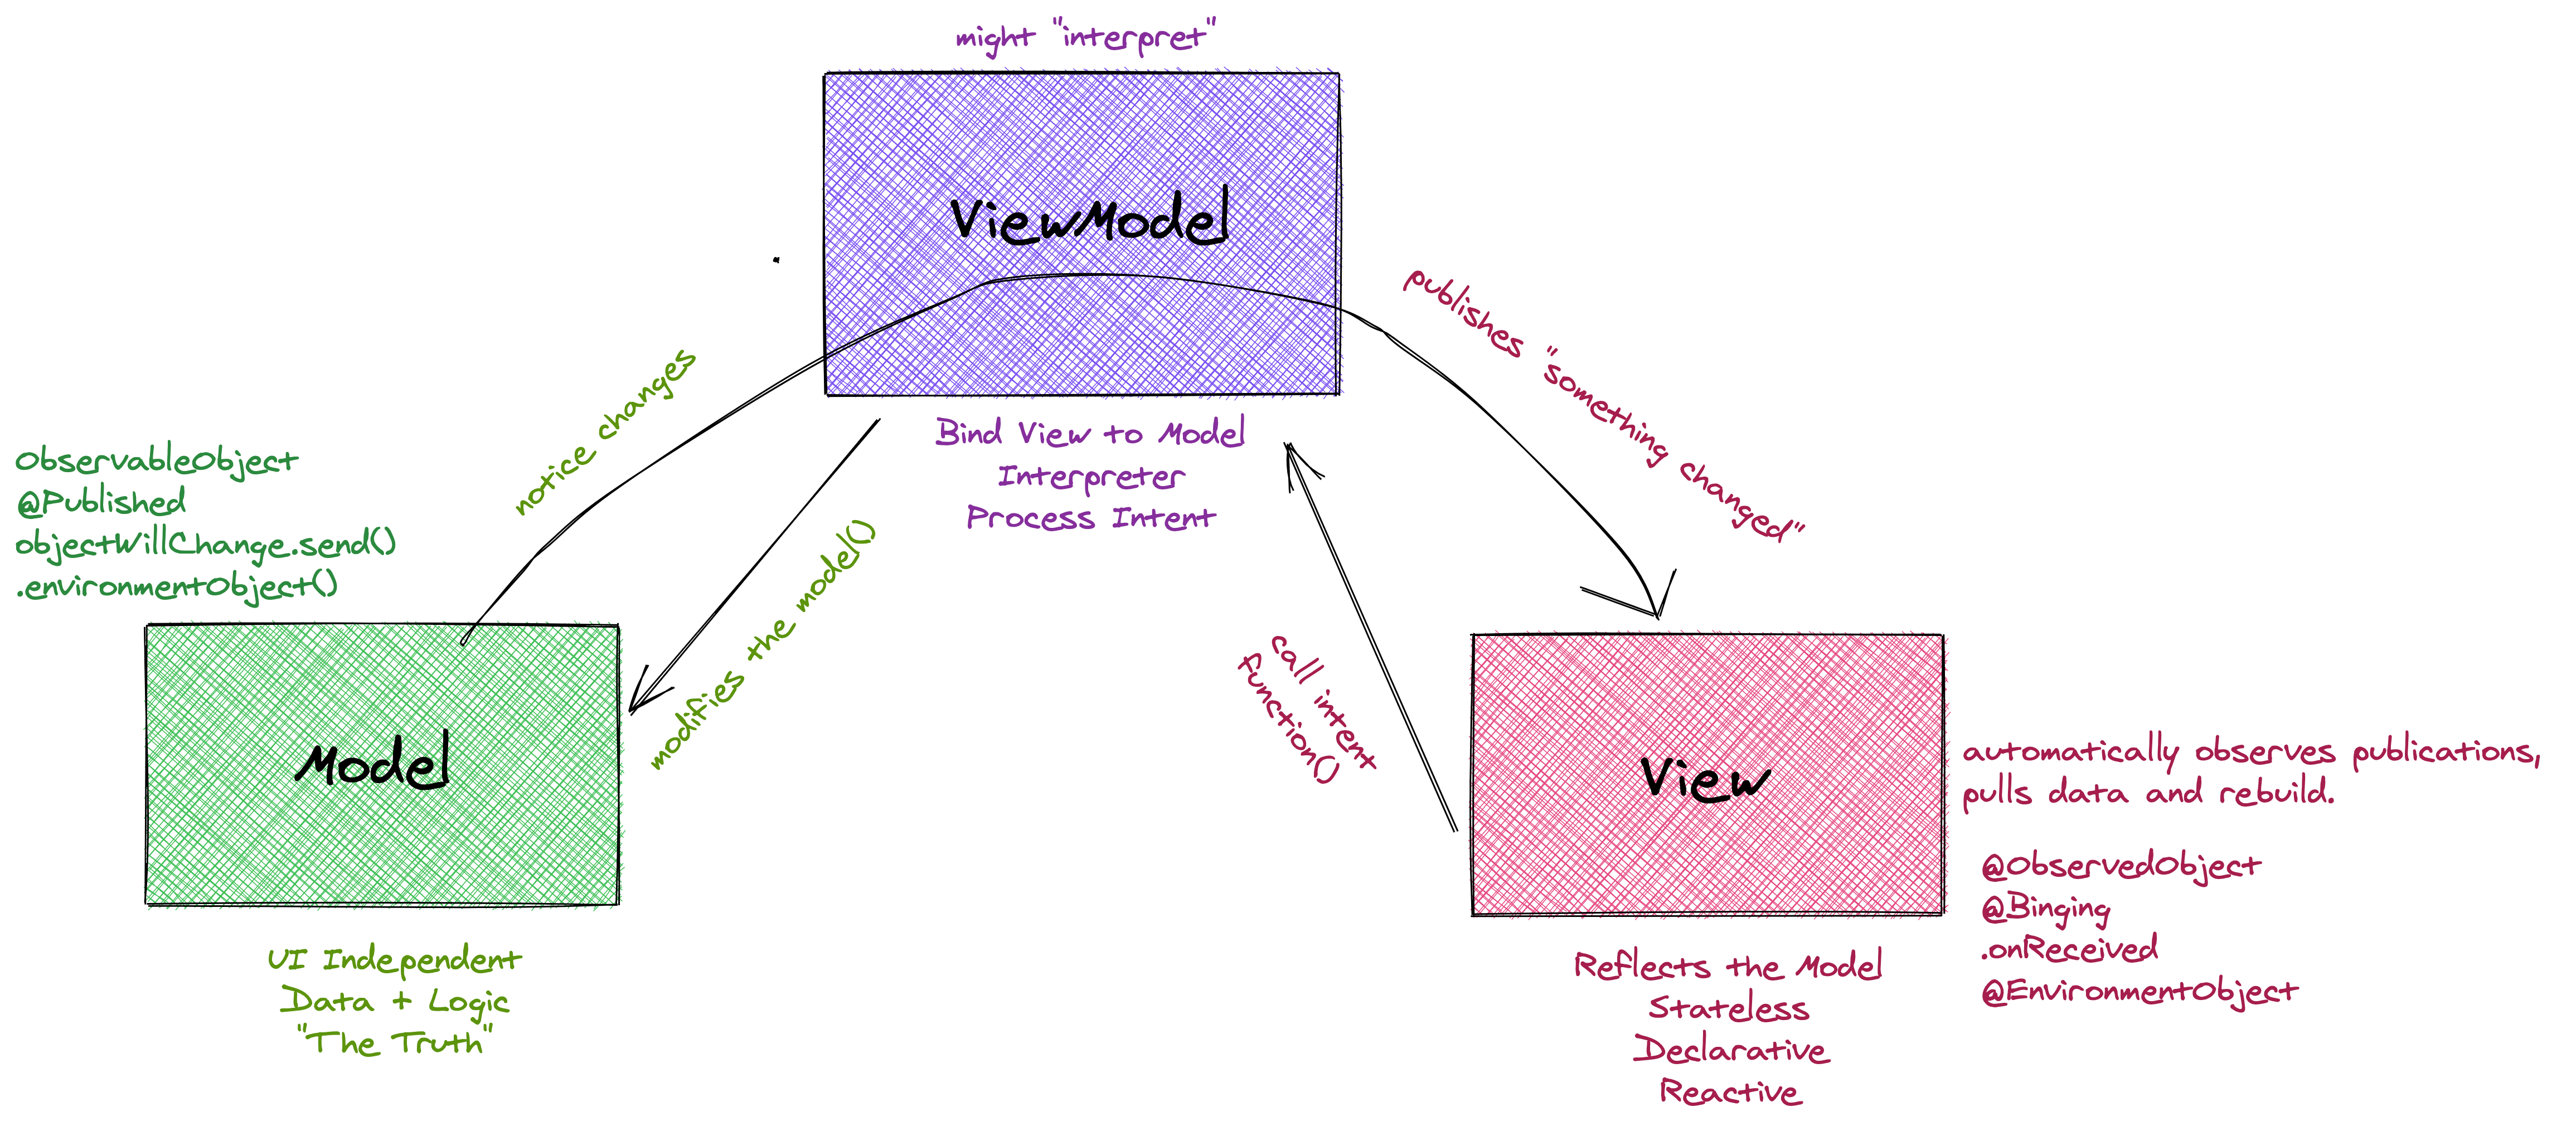 might "interpret"
ViewModel
Bind View to Model
Interpreter
Process Intent
notice changes
modifies the model()
publishes "something changed"
call intent
function()
ObservableObject
@Published
objectWillChange.send()
.environmentObject()
Model
UI Independent
Data + Logic
"The Truth"
View
Reflects the Model
Stateless
Declarative
Reactive
automatically observes publications,
pulls data and rebuild.
@ObservedObject
@Binging
.onReceived
@EnvironmentObject